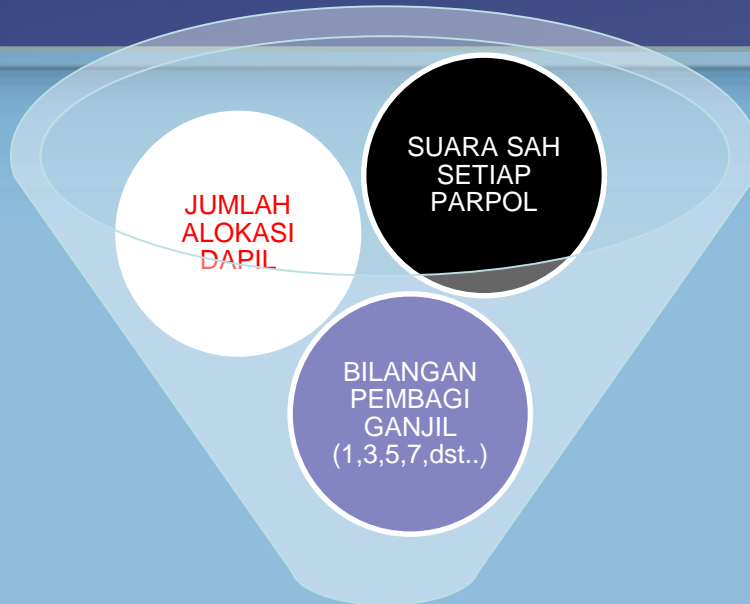 SUARA SAH
SETIAP
PARPOL
JUMLAH
ALOKASI
DAPIL
BILANGAN
PEMBAGI
GANJIL
(1,3,5,7,dst..)